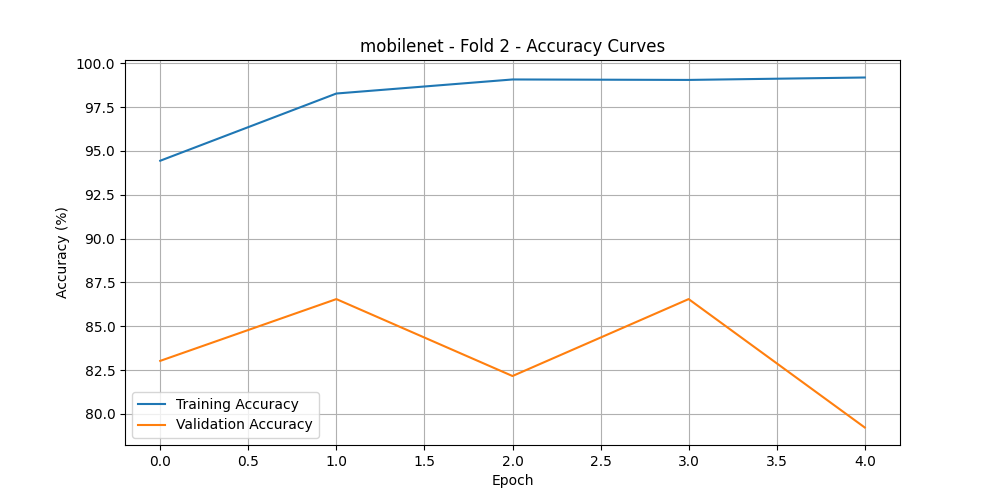 mobilenet - Fold 2 - Accuracy Curves
100.0
97.5
95.0
92.5
90.0
87.5
85.0
82.5
80.0
Accuracy (%)
Training Accuracy
Validation Accuracy
0.0 0.5 1.0 1.5 2.0 2.5 3.0 3.5 4.0
Epoch